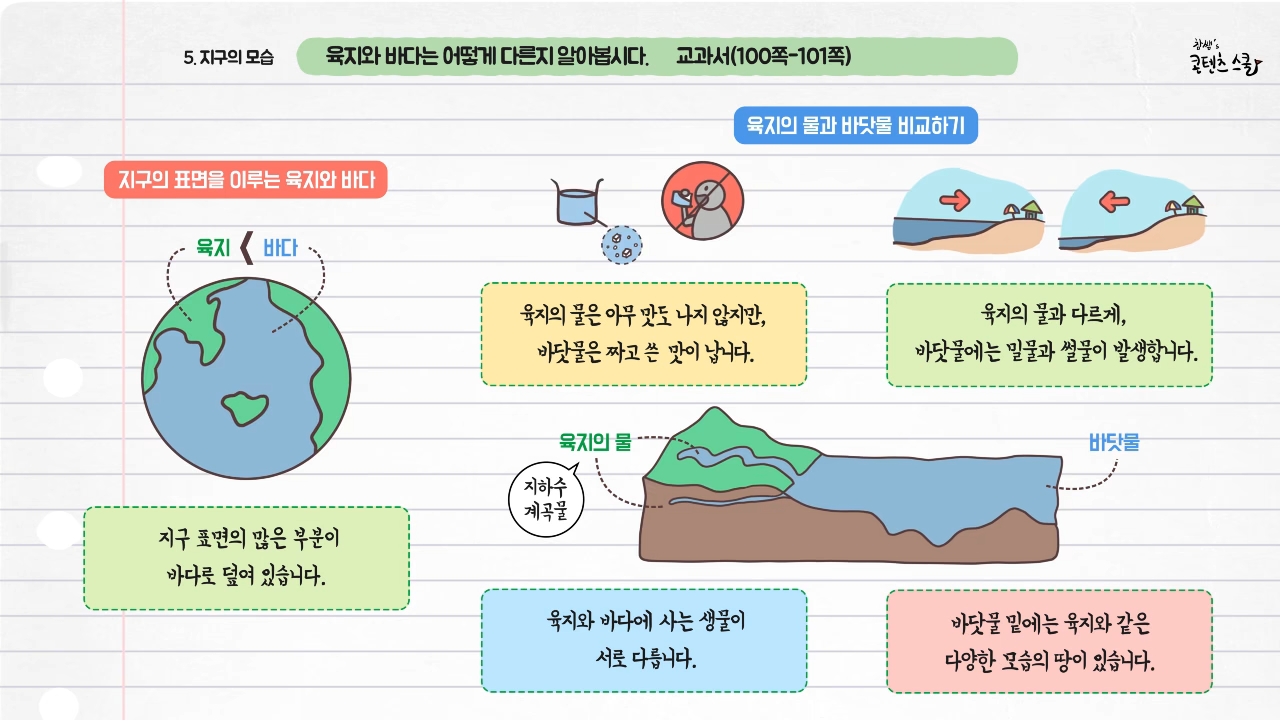 5. 지구의 모습
육지와 바다는 어떻게 다른지 알아봅시다. 교과서(100쪽-101쪽)
참쌤's
콘텐츠 스쿨
지구의 표면을 이루는 육지와 바다
육지 < 바다
지구 표면의 많은 부분이
바다로 덮여 있습니다.
육지의 물과 바닷물 비교하기
육지의 물은 아무 맛도 나지 않지만,
바닷물은 짜고 쓴 맛이 납니다.
육지의 물과 다르게,
바닷물에는 밀물과 썰물이 발생합니다.
육지의 물
바닷물
지하수
계곡물
육지와 바다에 사는 생물이
서로 다릅니다.
바닷물 밑에는 육지와 같은
다양한 모습의 땅이 있습니다.